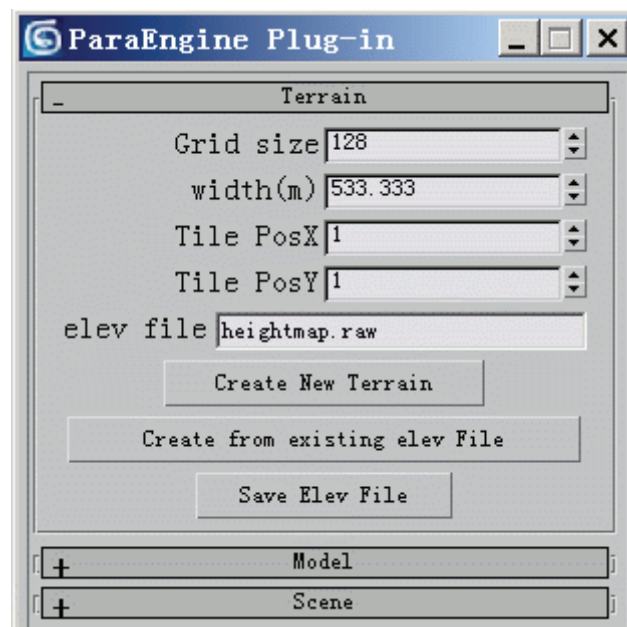 ParaEngine Plug-in
Terrain
Grid size 128
width(m) 533.333
Tile PosX 1
Tile PosY 1
elev file heightmap.raw
Create New Terrain
Create from existing elev File
Save Elev File
Model
Scene